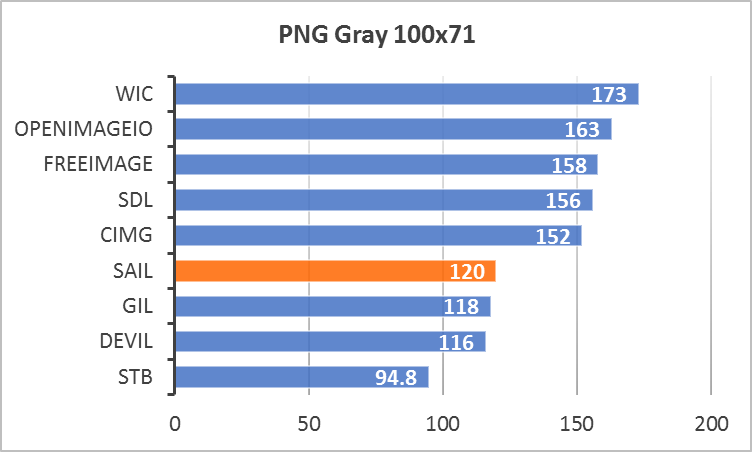 PNG Gray 100x71
WIC 173
OPENIMAGEIO 163
FREEIMAGE 158
SDL 156
CIMG 152
SAIL 120
GIL 118
DEVIL 116
STB 94.8
0 50 100 150 200